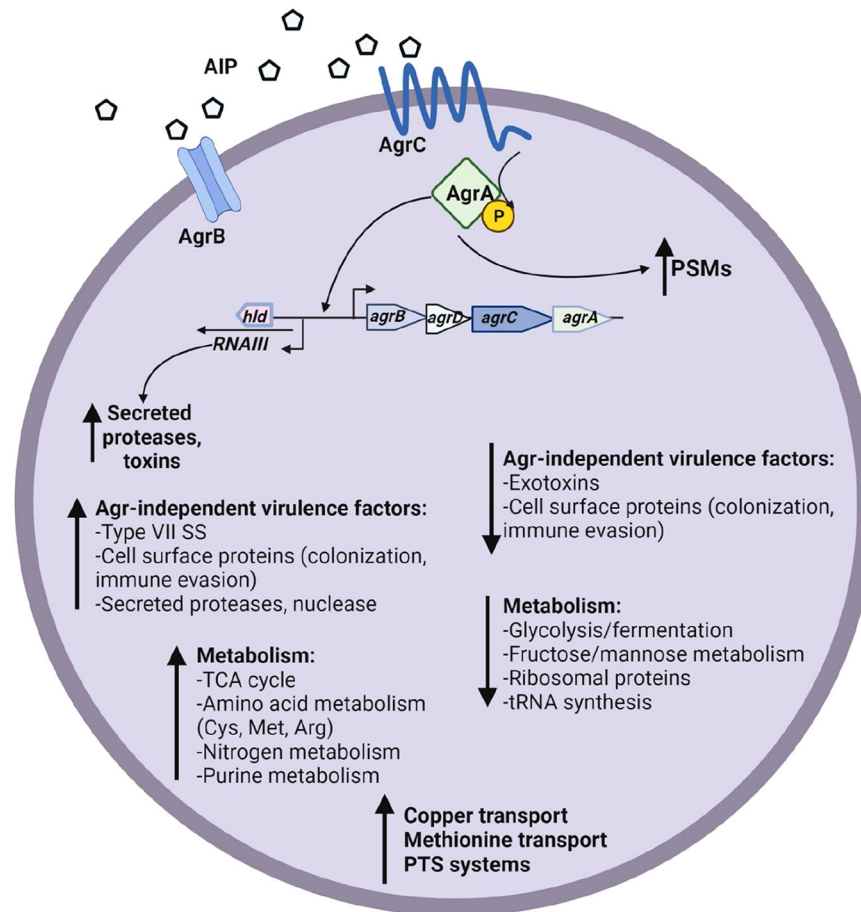 AIP
AgrC
AgrB
AgrA
P
PSMs
hld
agrB
agrD
agrC
agrA
RNAIII
Secreted
proteases,
toxins
Agr-independent virulence factors:
-Type VII SS
-Cell surface proteins (colonization,
immune evasion)
-Secreted proteases, nuclease
Agr-independent virulence factors:
-Exotoxins
-Cell surface proteins (colonization,
immune evasion)
Metabolism:
-TCA cycle
-Amino acid metabolism
(Cys, Met, Arg)
-Nitrogen metabolism
-Purine metabolism
Metabolism:
-Glycolysis/fermentation
-Fructose/mannose metabolism
-Ribosomal proteins
-tRNA synthesis
Copper transport
Methionine transport
PTS systems